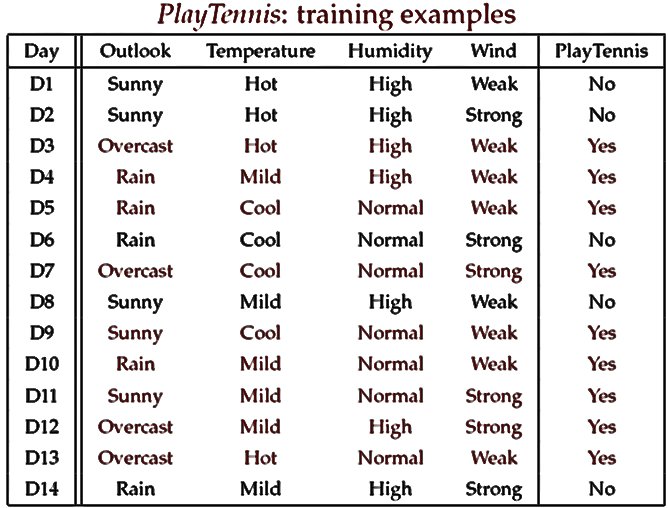 PlayTennis: training examples
Day Outlook Temperature Humidity Wind PlayTennis
D1 Sunny Hot High Weak No
D2 Sunny Hot High Strong No
D3 Overcast Hot High Weak Yes
D4 Rain Mild High Weak Yes
D5 Rain Cool Normal Weak Yes
D6 Rain Cool Normal Strong No
D7 Overcast Cool Normal Strong Yes
D8 Sunny Mild High Weak No
D9 Sunny Cool Normal Weak Yes
D10 Rain Mild Normal Weak Yes
D11 Sunny Mild Normal Strong Yes
D12 Overcast Mild High Strong Yes
D13 Overcast Hot Normal Weak Yes
D14 Rain Mild High Strong No